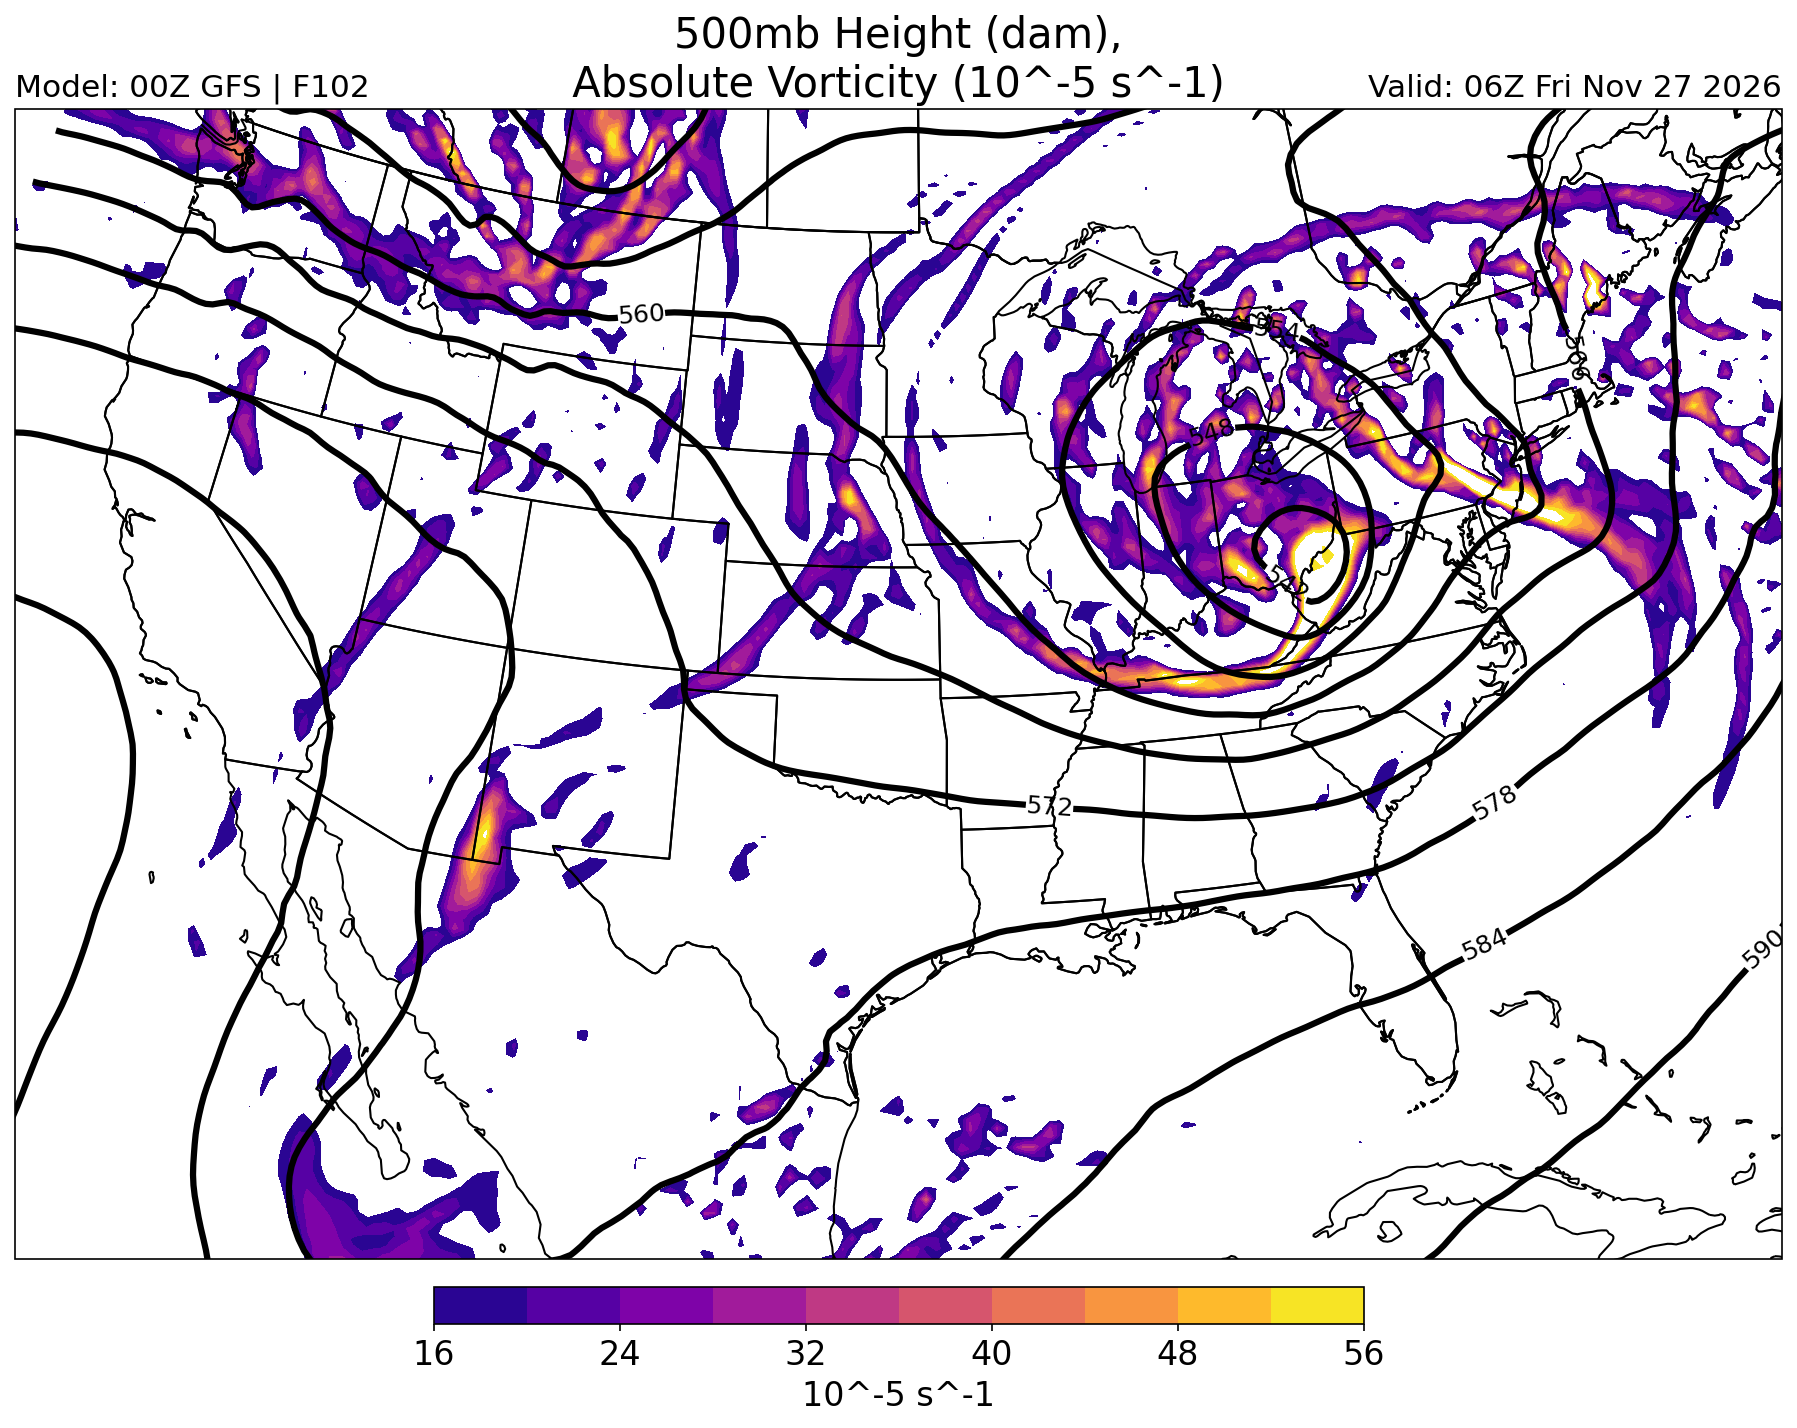 500mb Height (dam),
Absolute Vorticity (10^-5 s^-1)
Model: 00Z GFS | F102
Valid: 06Z Fri Nov 27 2026
560
554
548
572
578
584
590
16 24 32 40 48 56
10^-5 s^-1